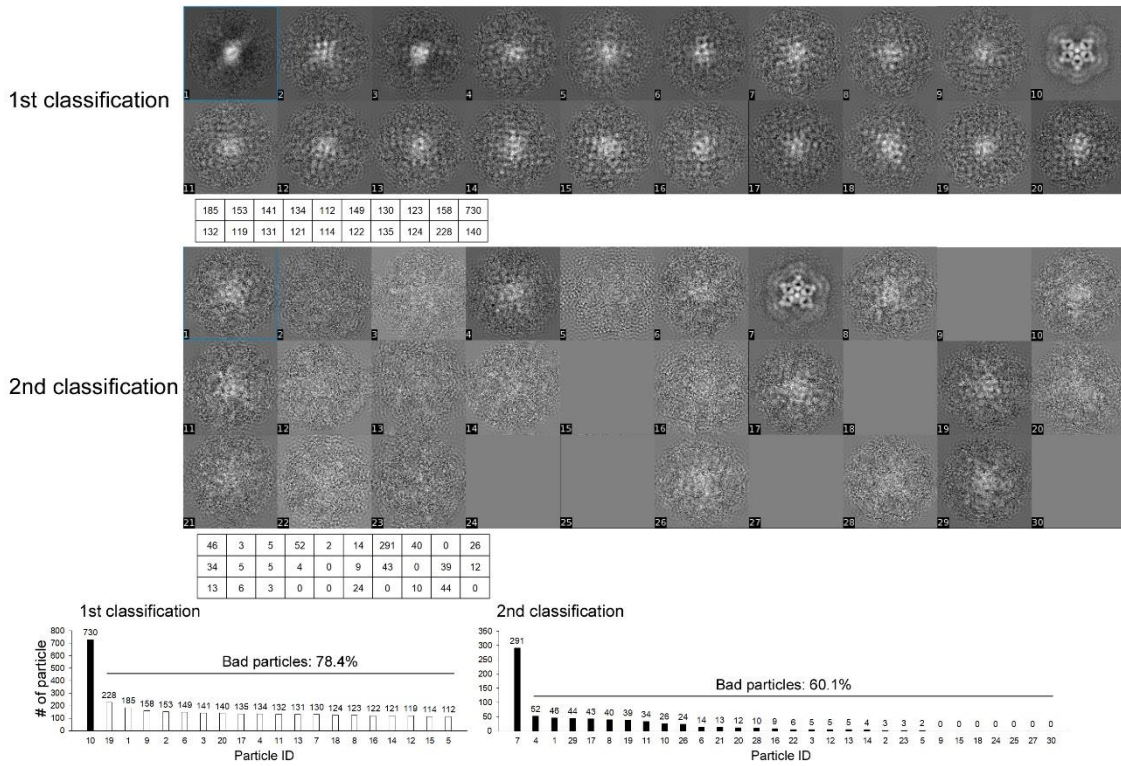 1st classification
1 2 3 4 5 6 7 8 9 10
11 12 13 14 15 16 17 18 19 20
185 153 141 134 112 149 130 123 158 730
132 119 131 121 114 122 135 124 228 140
2nd classification
1 2 3 4 5 6 7 8 9 10
11 12 13 14 15 16 17 18 19 20
21 22 23 24 25 26 27 28 29 30
46 3 5 52 2 14 291 40 0 26
34 5 5 4 0 9 43 0 39 12
13 6 3 0 0 24 0 10 44 0
1st classification
# of particle
800
700
600
500
400
300
200
100
0
Bad particles: 78.4%
730 228 185 158 153 149 141 140 135 134 132 131 130 124 123 122 121 119 114 112
10 19 1 9 2 6 3 20 17 4 11 13 7 18 8 16 14 12 15 5
Particle ID
2nd classification
350
300
250
200
150
100
50
0
Bad particles: 60.1%
291 52 46 44 43 40 39 34 26 24 14 13 12 10 9 6 5 5 5 4 3 3 2 0 0 0 0 0 0 0
7 4 1 29 17 8 19 11 10 26 6 21 20 28 16 22 3 12 13 14 2 23 5 9 15 18 24 25 27 30
Particle ID